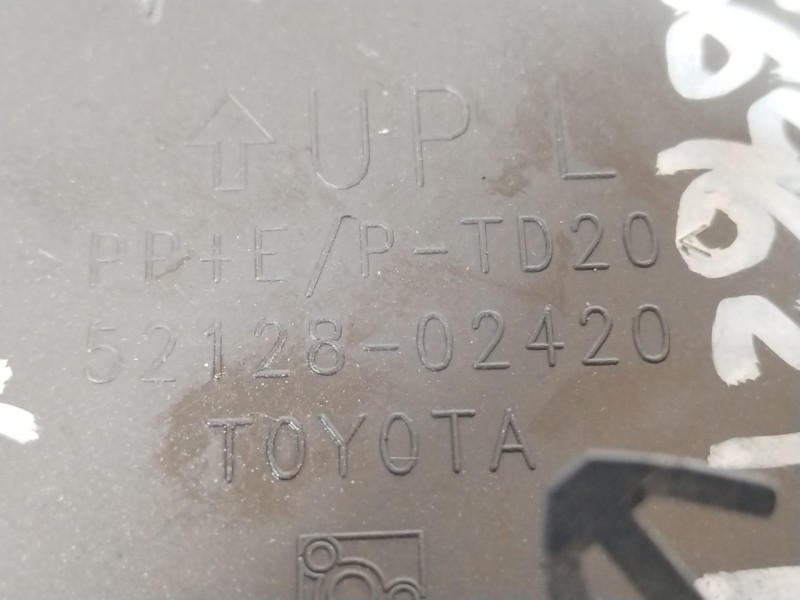 ↑ UP L
PP+E/P-TD20
52128-02420
TOYOTA